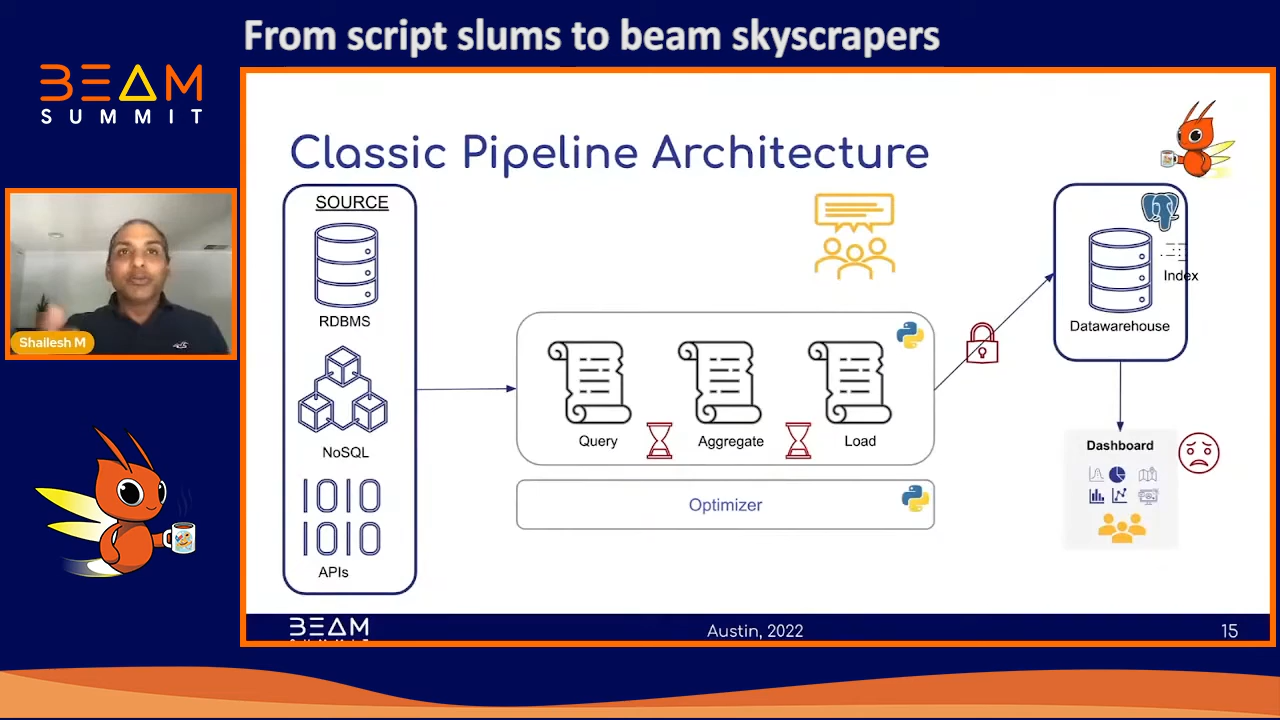 From script slums to beam skyscrapers
BEAM
SUMMIT
Classic Pipeline Architecture
SOURCE
RDBMS
NoSQL
1010
1010
APIs
Query
Aggregate
Load
Optimizer
Index
Datawarehouse
Dashboard
Shailesh M
BEAM
Austin, 2022
15